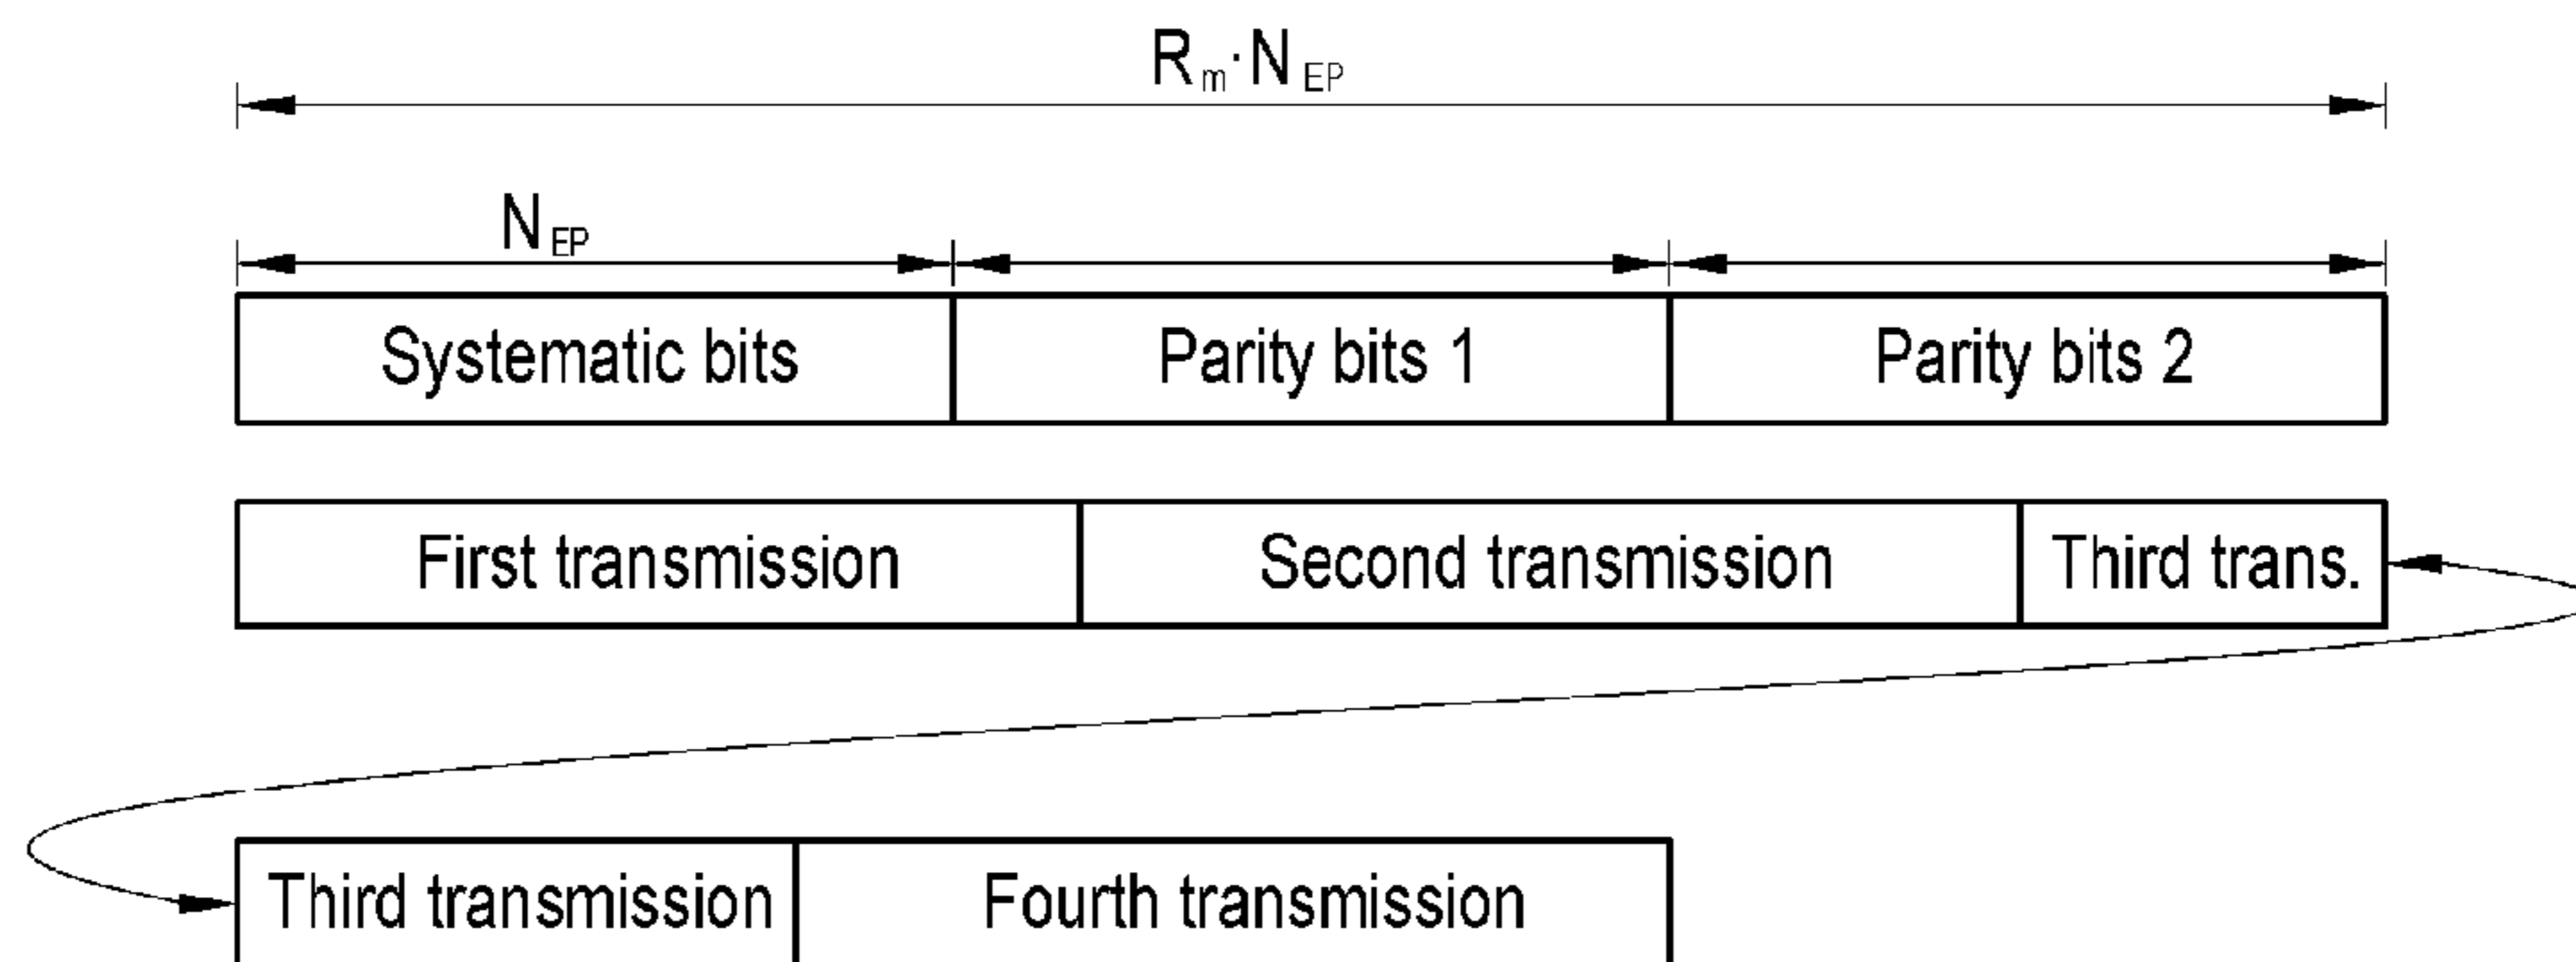 Rm·NEP
NEP
Systematic bits Parity bits 1 Parity bits 2
First transmission Second transmission Third trans.
Third transmission Fourth transmission